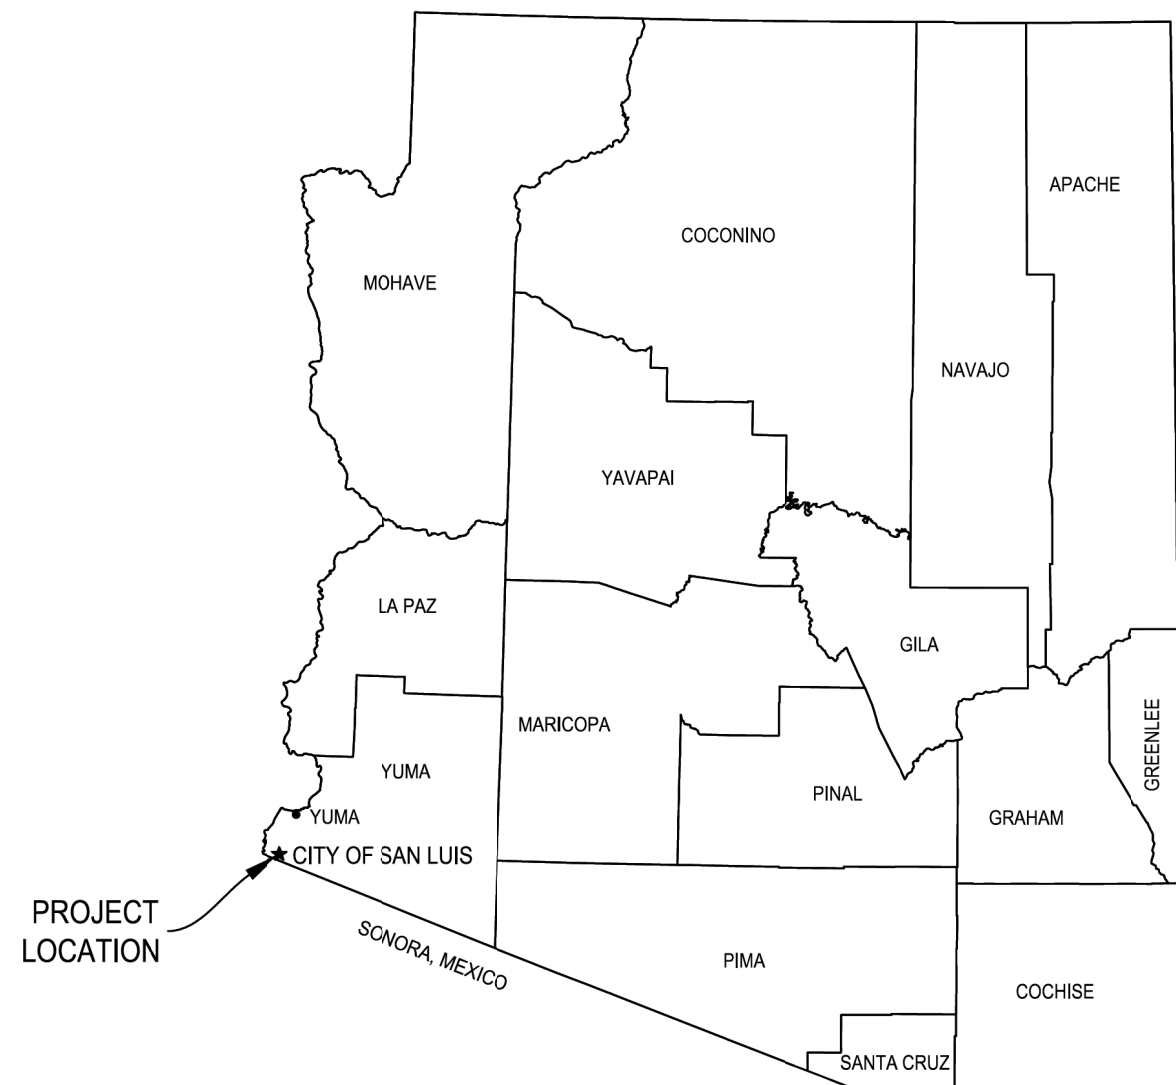 APACHE
COCONINO
MOHAVE
NAVAJO
YAVAPAI
LA PAZ
GILA
MARICOPA
GREENLEE
YUMA
PINAL
YUMA
GRAHAM
CITY OF SAN LUIS
PROJECT
LOCATION
SONORA, MEXICO
PIMA
COCHISE
SANTA CRUZ